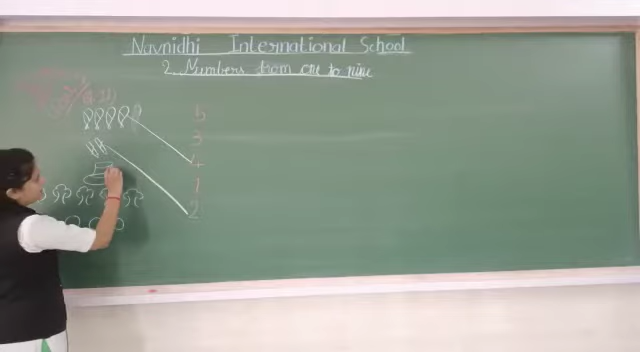 Navnidhi International School
2. Numbers from one to nine
5
3
4
1
2